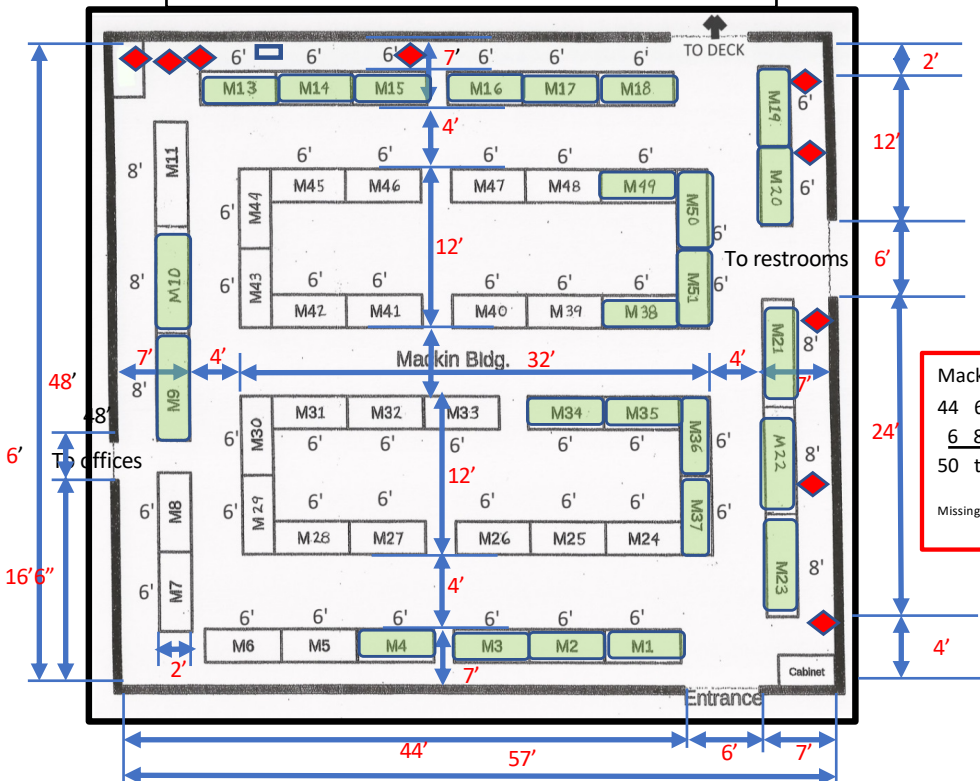 TO DECK
6' 6' 6' 7' 6' 6' 6' 2'
M13 M14 M15 M16 M17 M18 M19 6'
4' 12'
M11 8' 6' 6' 6' 6' 6' M20 6'
M44 6' M45 M46 M47 M48 M49 M50 6'
12' To restrooms 6'
M10 8' M43 6' 6' 6' 6' 6' 6' M51 6'
M42 M41 M40 M39 M38
M21 8'
Mackin Bldg. 32'
7' 4' 4' 7'
48' M9 8'
48'
M31 M32 M33 M34 M35
M30 6' 6' 6' 6' 6' 6' M36 6'
6' To offices 12' M22 8' 24'
M8 6' M29 6' 6' 6' 6' 6' 6' M37 6'
M28 M27 M26 M25 M24
16'6" M7 6' 4' M23 8'
6' 6' 6' 6' 6' 6'
M6 M5 M4 M3 M2 M1
2' 7' 4'
Cabinet
Entrance
44' 6' 7'
57'
Mack
44 6
6 8
50 t
Missing